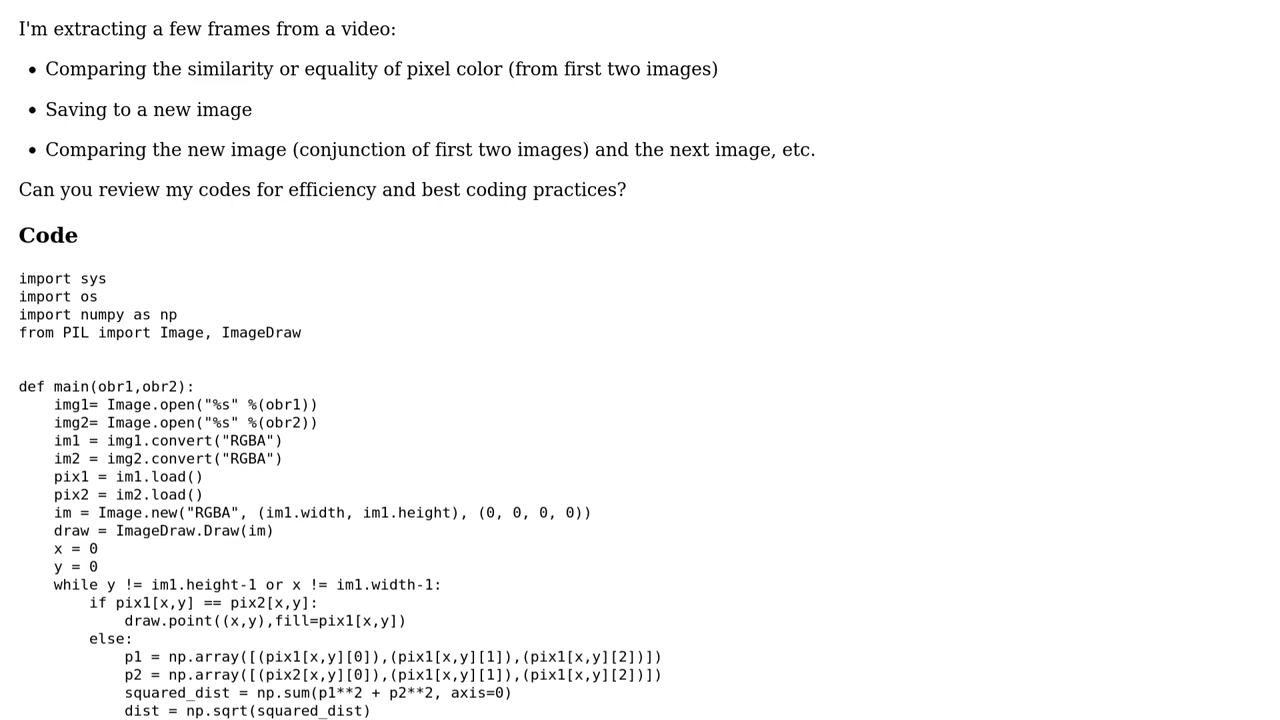 I'm extracting a few frames from a video:
• Comparing the similarity or equality of pixel color (from first two images)
• Saving to a new image
• Comparing the new image (conjunction of first two images) and the next image, etc.
Can you review my codes for efficiency and best coding practices?
Code
import sys
import os
import numpy as np
from PIL import Image, ImageDraw
def main(obr1,obr2):
    img1= Image.open("%s" %(obr1))
    img2= Image.open("%s" %(obr2))
    im1 = img1.convert("RGBA")
    im2 = img2.convert("RGBA")
    pix1 = im1.load()
    pix2 = im2.load()
    im = Image.new("RGBA", (im1.width, im1.height), (0, 0, 0, 0))
    draw = ImageDraw.Draw(im)
    x = 0
    y = 0
    while y != im1.height-1 or x != im1.width-1:
        if pix1[x,y] == pix2[x,y]:
            draw.point((x,y),fill=pix1[x,y])
        else:
            p1 = np.array([(pix1[x,y][0]),(pix1[x,y][1]),(pix1[x,y][2])])
            p2 = np.array([(pix2[x,y][0]),(pix1[x,y][1]),(pix1[x,y][2])])
            squared_dist = np.sum(p1**2 + p2**2, axis=0)
            dist = np.sqrt(squared_dist)